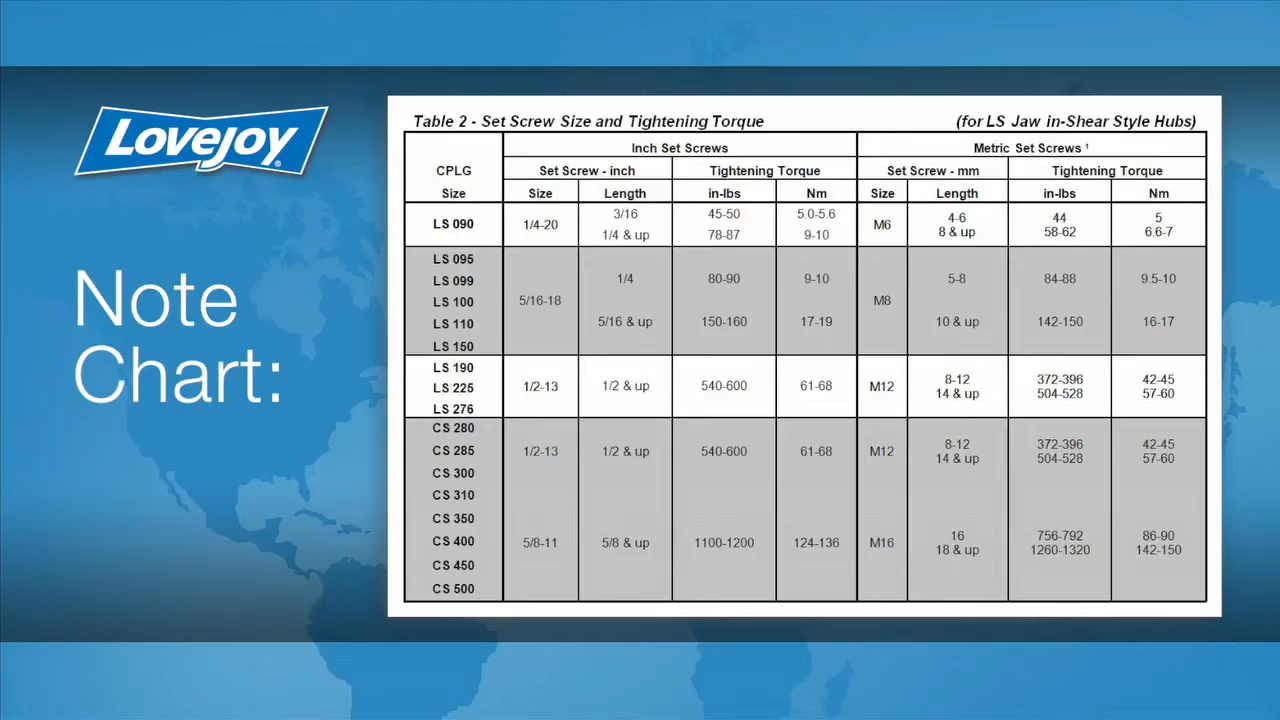 Lovejoy®
Note
Chart:
Table 2 - Set Screw Size and Tightening Torque (for LS Jaw in-Shear Style Hubs)
Inch Set Screws Metric Set Screws ¹
CPLG Set Screw - inch Tightening Torque Set Screw - mm Tightening Torque
Size Size Length in-lbs Nm Size Length in-lbs Nm
LS 090 1/4-20 3/16 45-50 5.0-5.6 M6 4-6 44 5
1/4 & up 78-87 9-10 8 & up 58-62 6.6-7
LS 095
LS 099 1/4 80-90 9-10 5-8 84-88 9.5-10
LS 100 5/16-18 M8
LS 110 5/16 & up 150-160 17-19 10 & up 142-150 16-17
LS 150
LS 190
LS 225 1/2-13 1/2 & up 540-600 61-68 M12 8-12 372-396 42-45
14 & up 504-528 57-60
LS 276
CS 280
CS 285 1/2-13 1/2 & up 540-600 61-68 M12 8-12 372-396 42-45
14 & up 504-528 57-60
CS 300
CS 310
CS 350
CS 400 5/8-11 5/8 & up 1100-1200 124-136 M16 16 756-792 86-90
18 & up 1260-1320 142-150
CS 450
CS 500